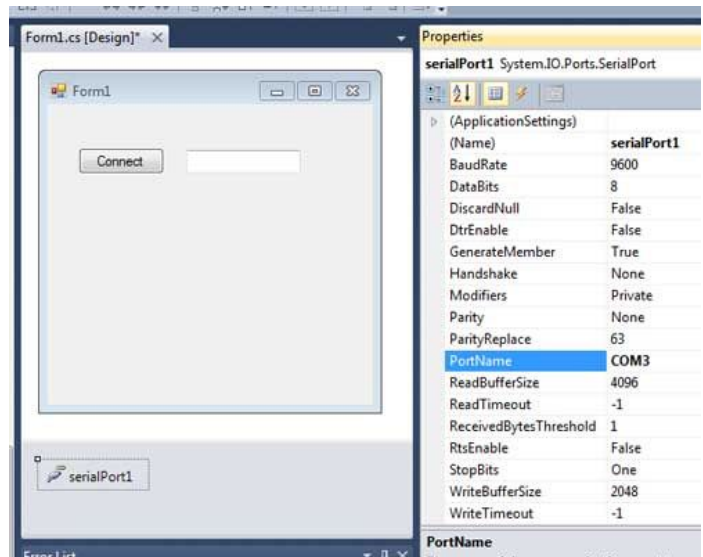 Form1.cs [Design]*
Form1
Connect
serialPort1
Error List
Properties
serialPort1 System.IO.Ports.SerialPort
(ApplicationSettings)
(Name) serialPort1
BaudRate 9600
DataBits 8
DiscardNull False
DtrEnable False
GenerateMember True
Handshake None
Modifiers Private
Parity None
ParityReplace 63
PortName COM3
ReadBufferSize 4096
ReadTimeout -1
ReceivedBytesThreshold 1
RtsEnable False
StopBits One
WriteBufferSize 2048
WriteTimeout -1
PortName